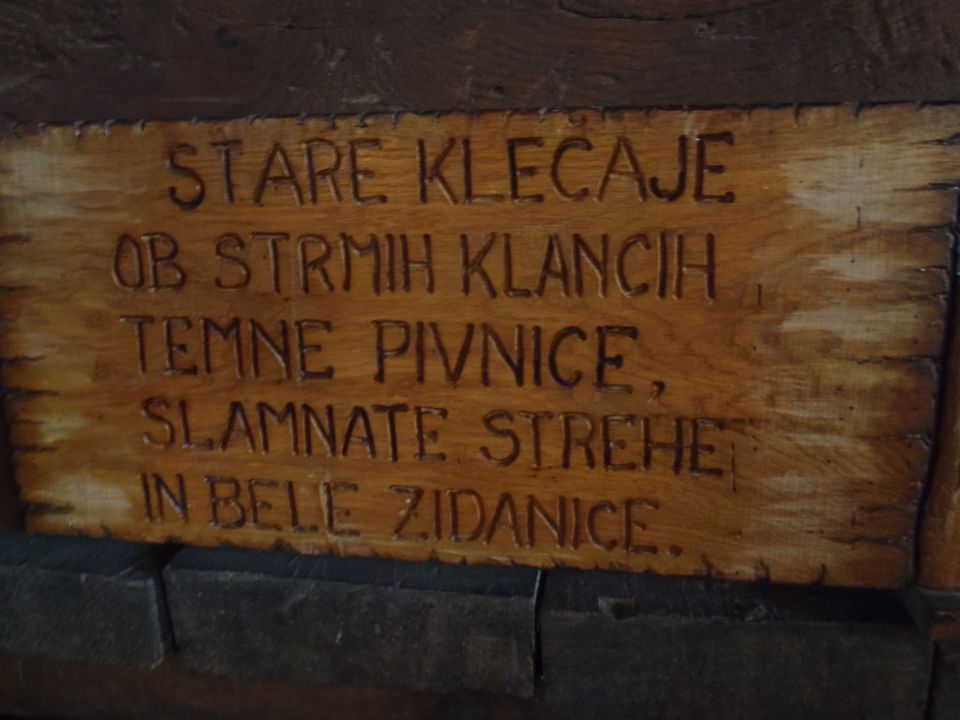 STARE KLEČAJE
OB STRMIH KLANCIH
TEMNE PIVNICE,
SLAMNATE STREHE
IN BELE ZIDANICE.